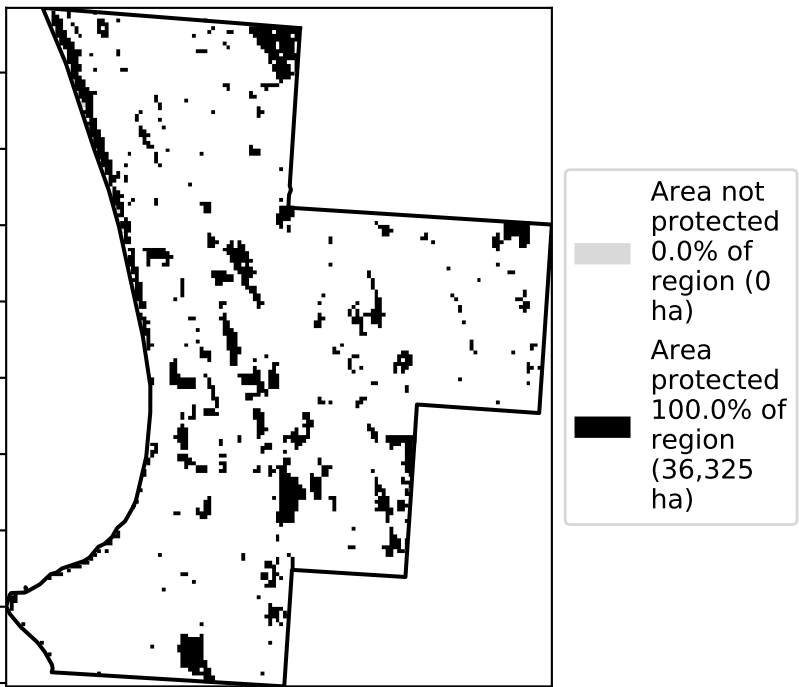 Area not
protected
0.0% of
region (0
ha)
Area
protected
100.0% of
region
(36,325
ha)